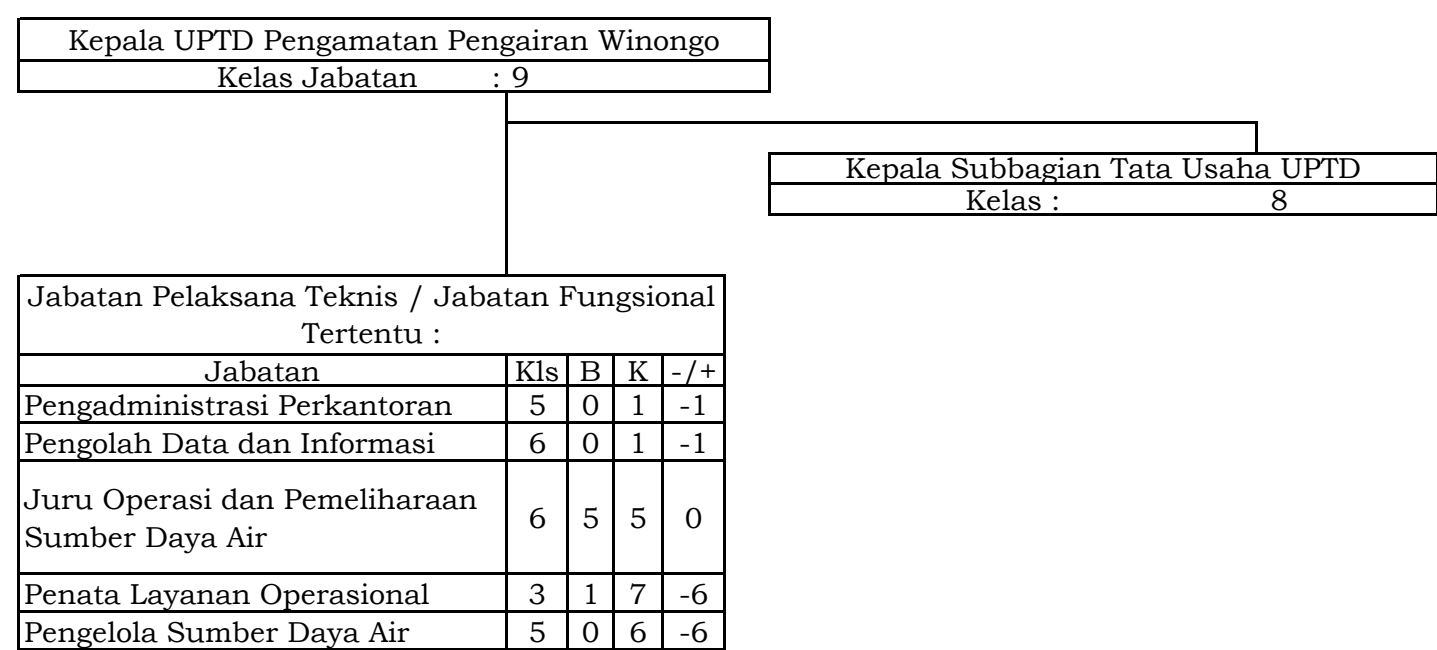 Kepala UPTD Pengamatan Pengairan Winongo
Kelas Jabatan : 9
Kepala Subbagian Tata Usaha UPTD
Kelas : 8
Jabatan Pelaksana Teknis / Jabatan Fungsional
Tertentu :
Jabatan Kls B K -/+
Pengadministrasi Perkantoran 5 0 1 -1
Pengolah Data dan Informasi 6 0 1 -1
Juru Operasi dan Pemeliharaan
Sumber Daya Air 6 5 5 0
Penata Layanan Operasional 3 1 7 -6
Pengelola Sumber Daya Air 5 0 6 -6